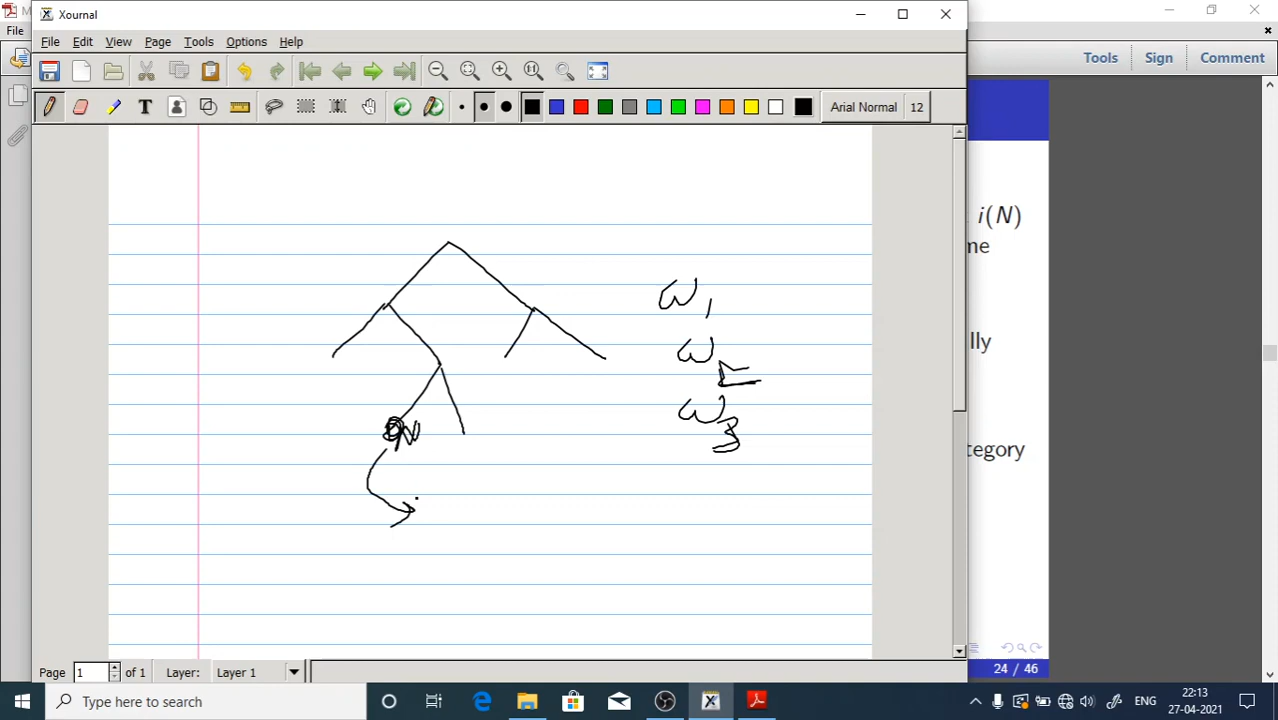 Xournal
File Edit View Page Tools Options Help
File
Tools Sign Comment
T
Arial Normal 12
i(N)
me
ω1
ω2
lly
ω3
N
tegory
24 / 46
Page 1 of 1 Layer: Layer 1
Type here to search
ENG
22:13
27-04-2021